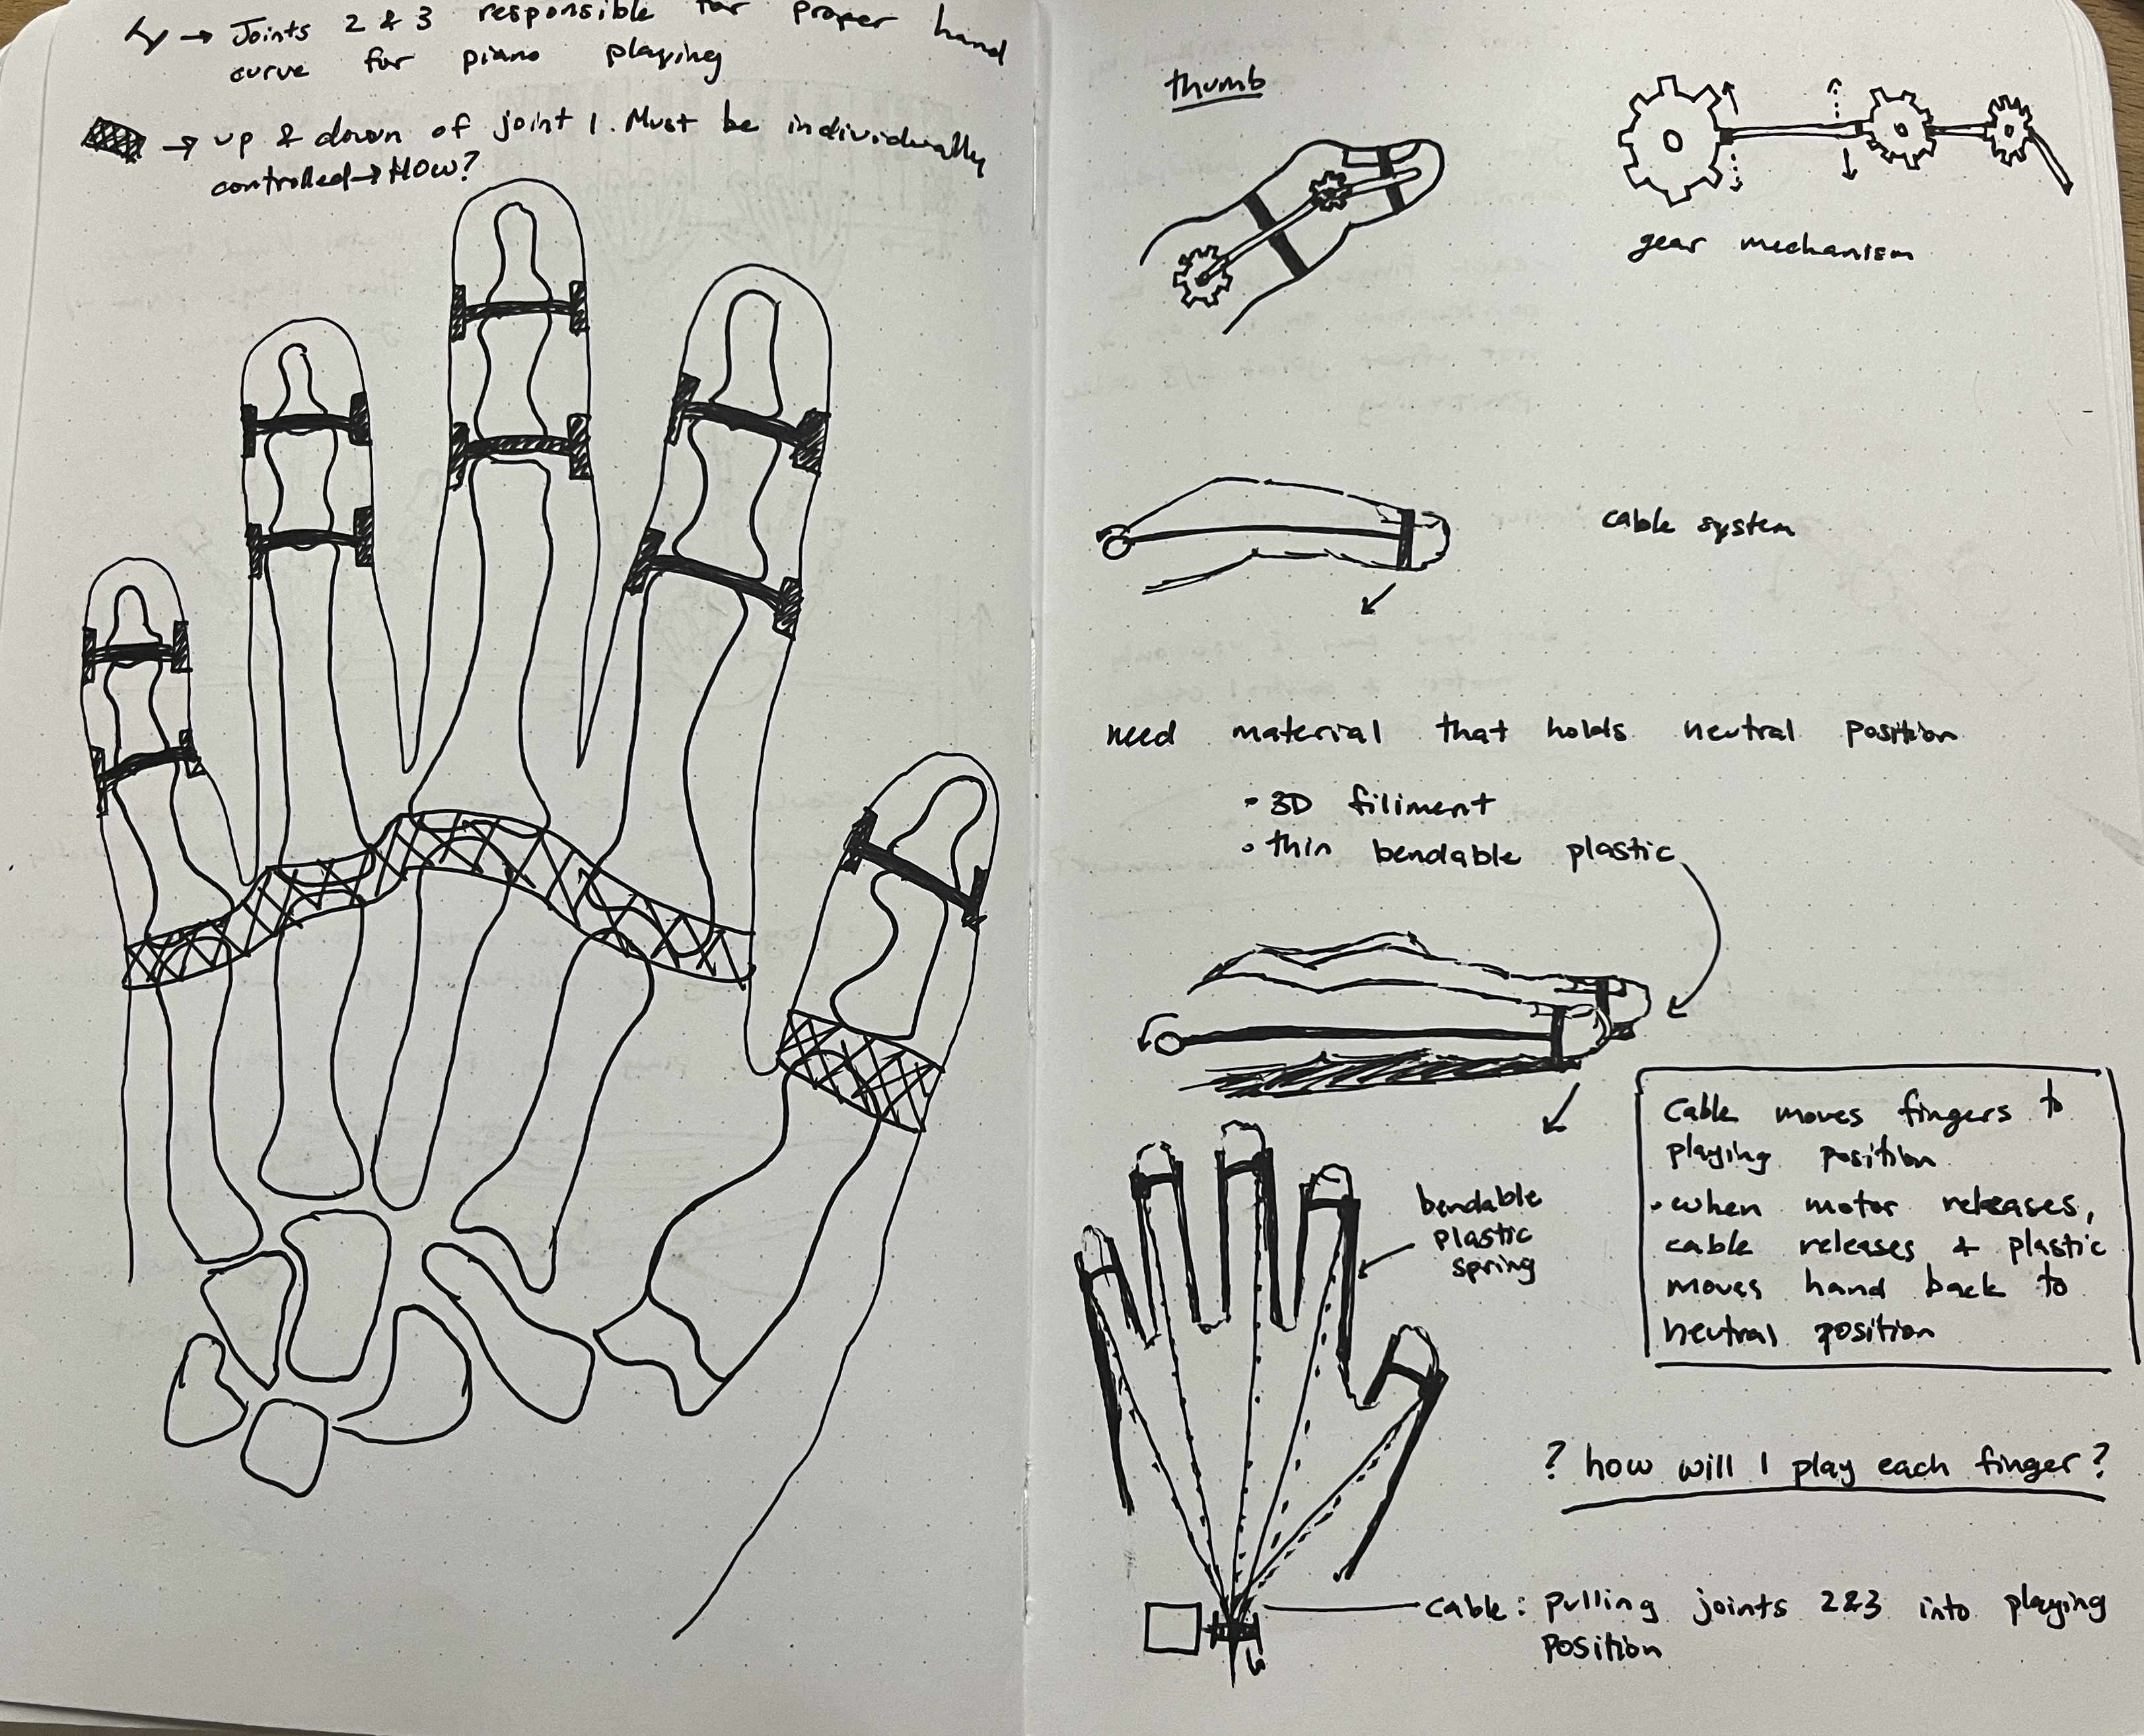 → Joints 2 & 3 responsible for proper hand
curve for piano playing
→ up & down of joint 1. Must be individually
controlled → HOW?
thumb
gear mechanism
cable system
need material that holds neutral position
• 3D filiment
• thin bendable plastic
Cable moves fingers to
playing position
• when motor releases,
cable releases & plastic
moves hand back to
neutral position
bendable
plastic
spring
? how will I play each finger?
cable: pulling joints 2&3 into playing
position